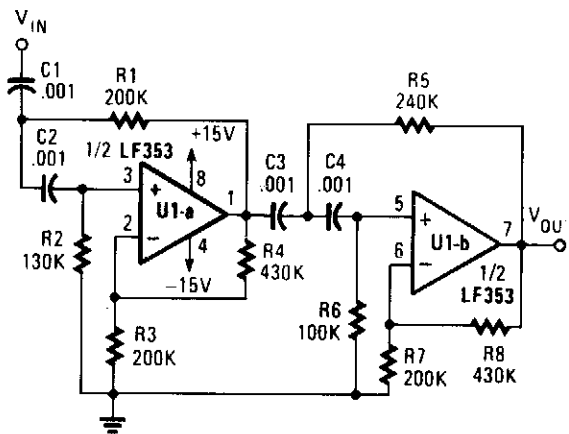 V_IN
C1
.001
R1
200K
R5
240K
C2
.001
1/2 LF353
+15V
C3
.001
C4
.001
3
+
8
U1-a
1
2
−
4
−15V
R2
130K
R4
430K
R3
200K
5
+
U1-b
7
V_OU
6
−
1/2
LF353
R6
100K
R7
200K
R8
430K